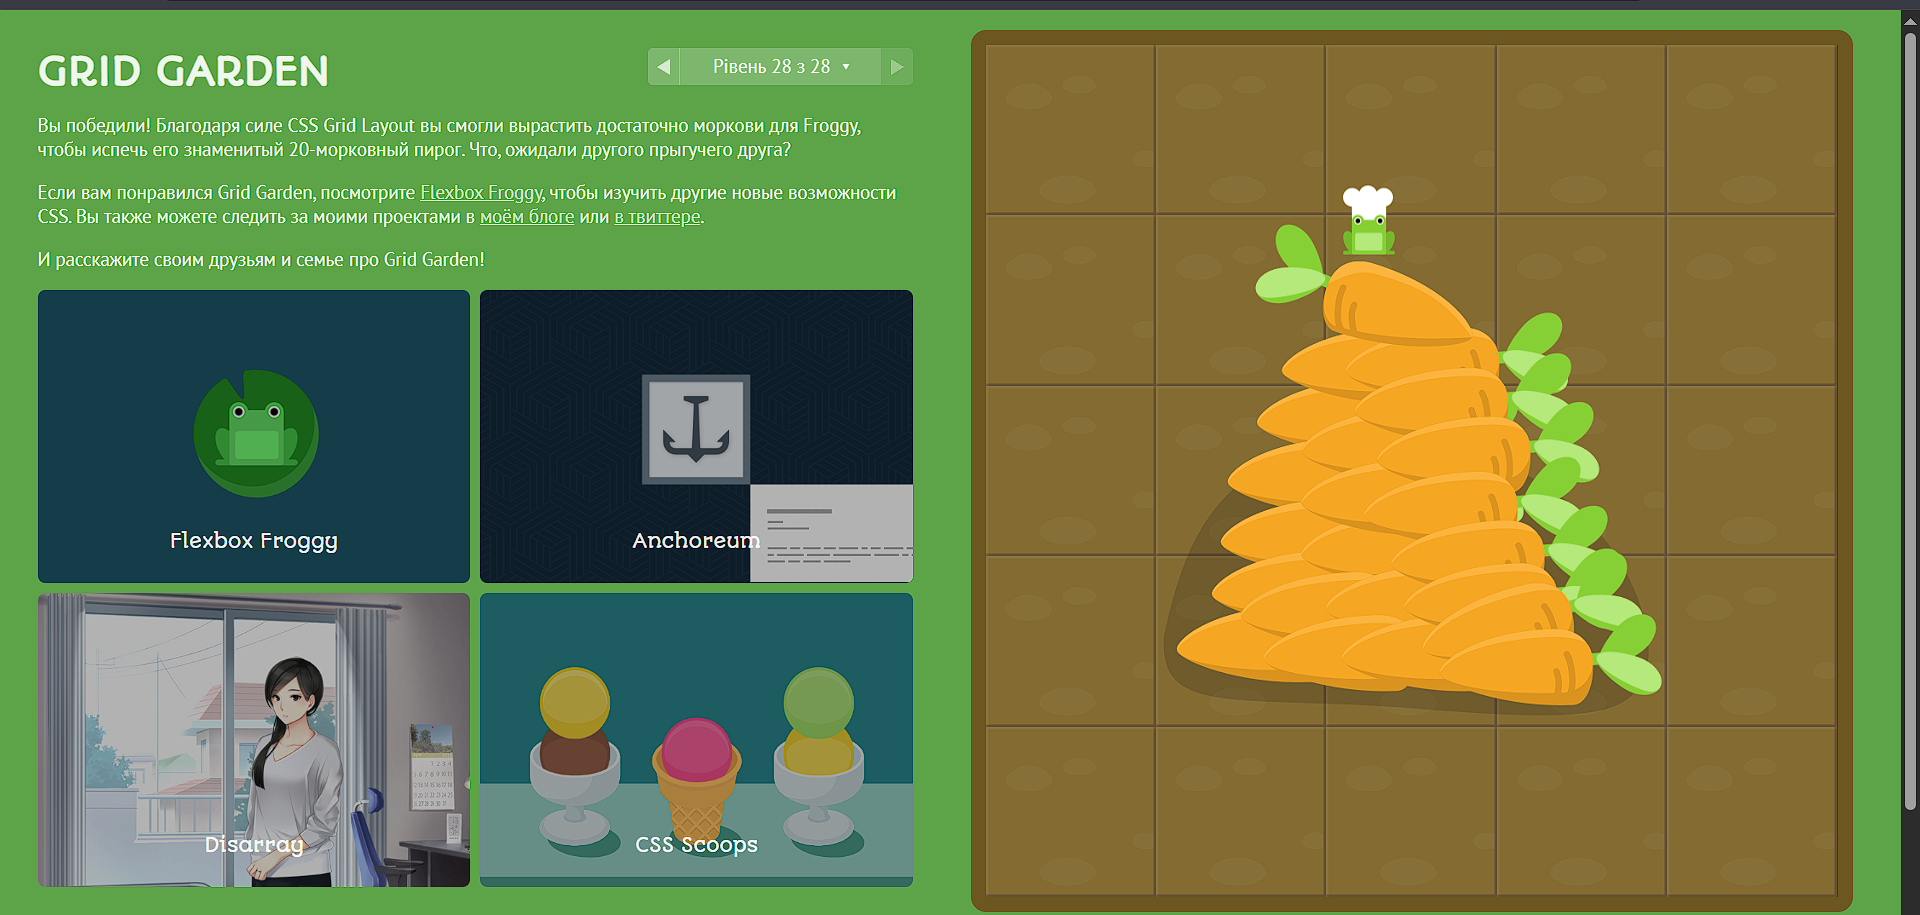 GRID GARDEN
Рівень 28 з 28
Вы победили! Благодаря силе CSS Grid Layout вы смогли вырастить достаточно моркови для Froggy,
чтобы испечь его знаменитый 20-морковный пирог. Что, ожидали другого прыгучего друга?
Если вам понравился Grid Garden, посмотрите Flexbox Froggy, чтобы изучить другие новые возможности
CSS. Вы также можете следить за моими проектами в моём блоге или в твиттере.
И расскажите своим друзьям и семье про Grid Garden!
Flexbox Froggy
Anchoreum
Disarray
CSS Scoops